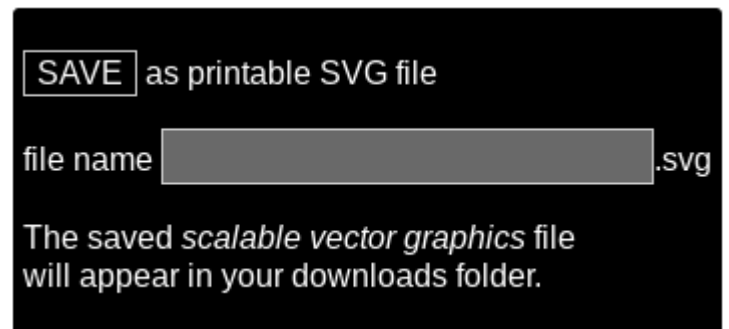 SAVE as printable SVG file
file name .svg
The saved scalable vector graphics file
will appear in your downloads folder.